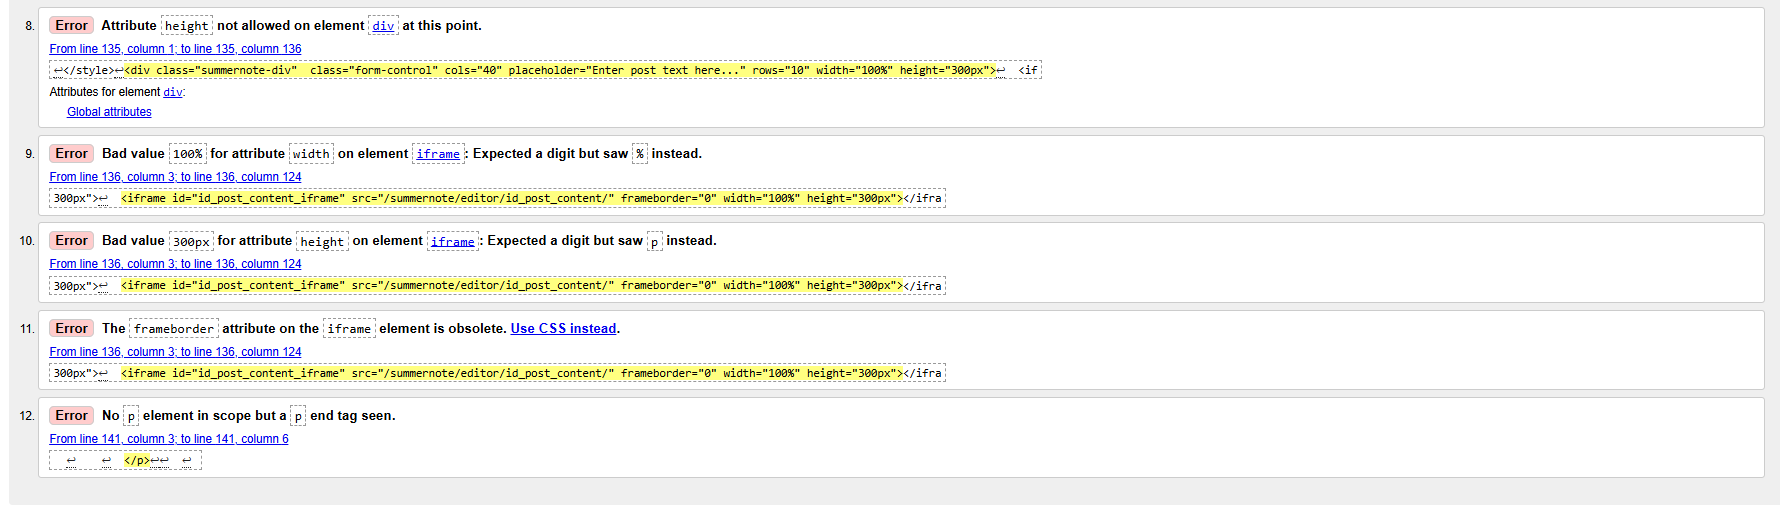 8. Error Attribute height not allowed on element div at this point.
From line 135, column 1; to line 135, column 136
↩</style>↩<div class="summernote-div"  class="form-control" cols="40" placeholder="Enter post text here..." rows="10" width="100%" height="300px">↩  <if
Attributes for element div:
Global attributes
9. Error Bad value 100% for attribute width on element iframe: Expected a digit but saw % instead.
From line 136, column 3; to line 136, column 124
300px">↩  <iframe id="id_post_content_iframe" src="/summernote/editor/id_post_content/" frameborder="0" width="100%" height="300px"></ifra
10. Error Bad value 300px for attribute height on element iframe: Expected a digit but saw p instead.
From line 136, column 3; to line 136, column 124
300px">↩  <iframe id="id_post_content_iframe" src="/summernote/editor/id_post_content/" frameborder="0" width="100%" height="300px"></ifra
11. Error The frameborder attribute on the iframe element is obsolete. Use CSS instead.
From line 136, column 3; to line 136, column 124
300px">↩  <iframe id="id_post_content_iframe" src="/summernote/editor/id_post_content/" frameborder="0" width="100%" height="300px"></ifra
12. Error No p element in scope but a p end tag seen.
From line 141, column 3; to line 141, column 6
↩    ↩  </p>↩↩  ↩